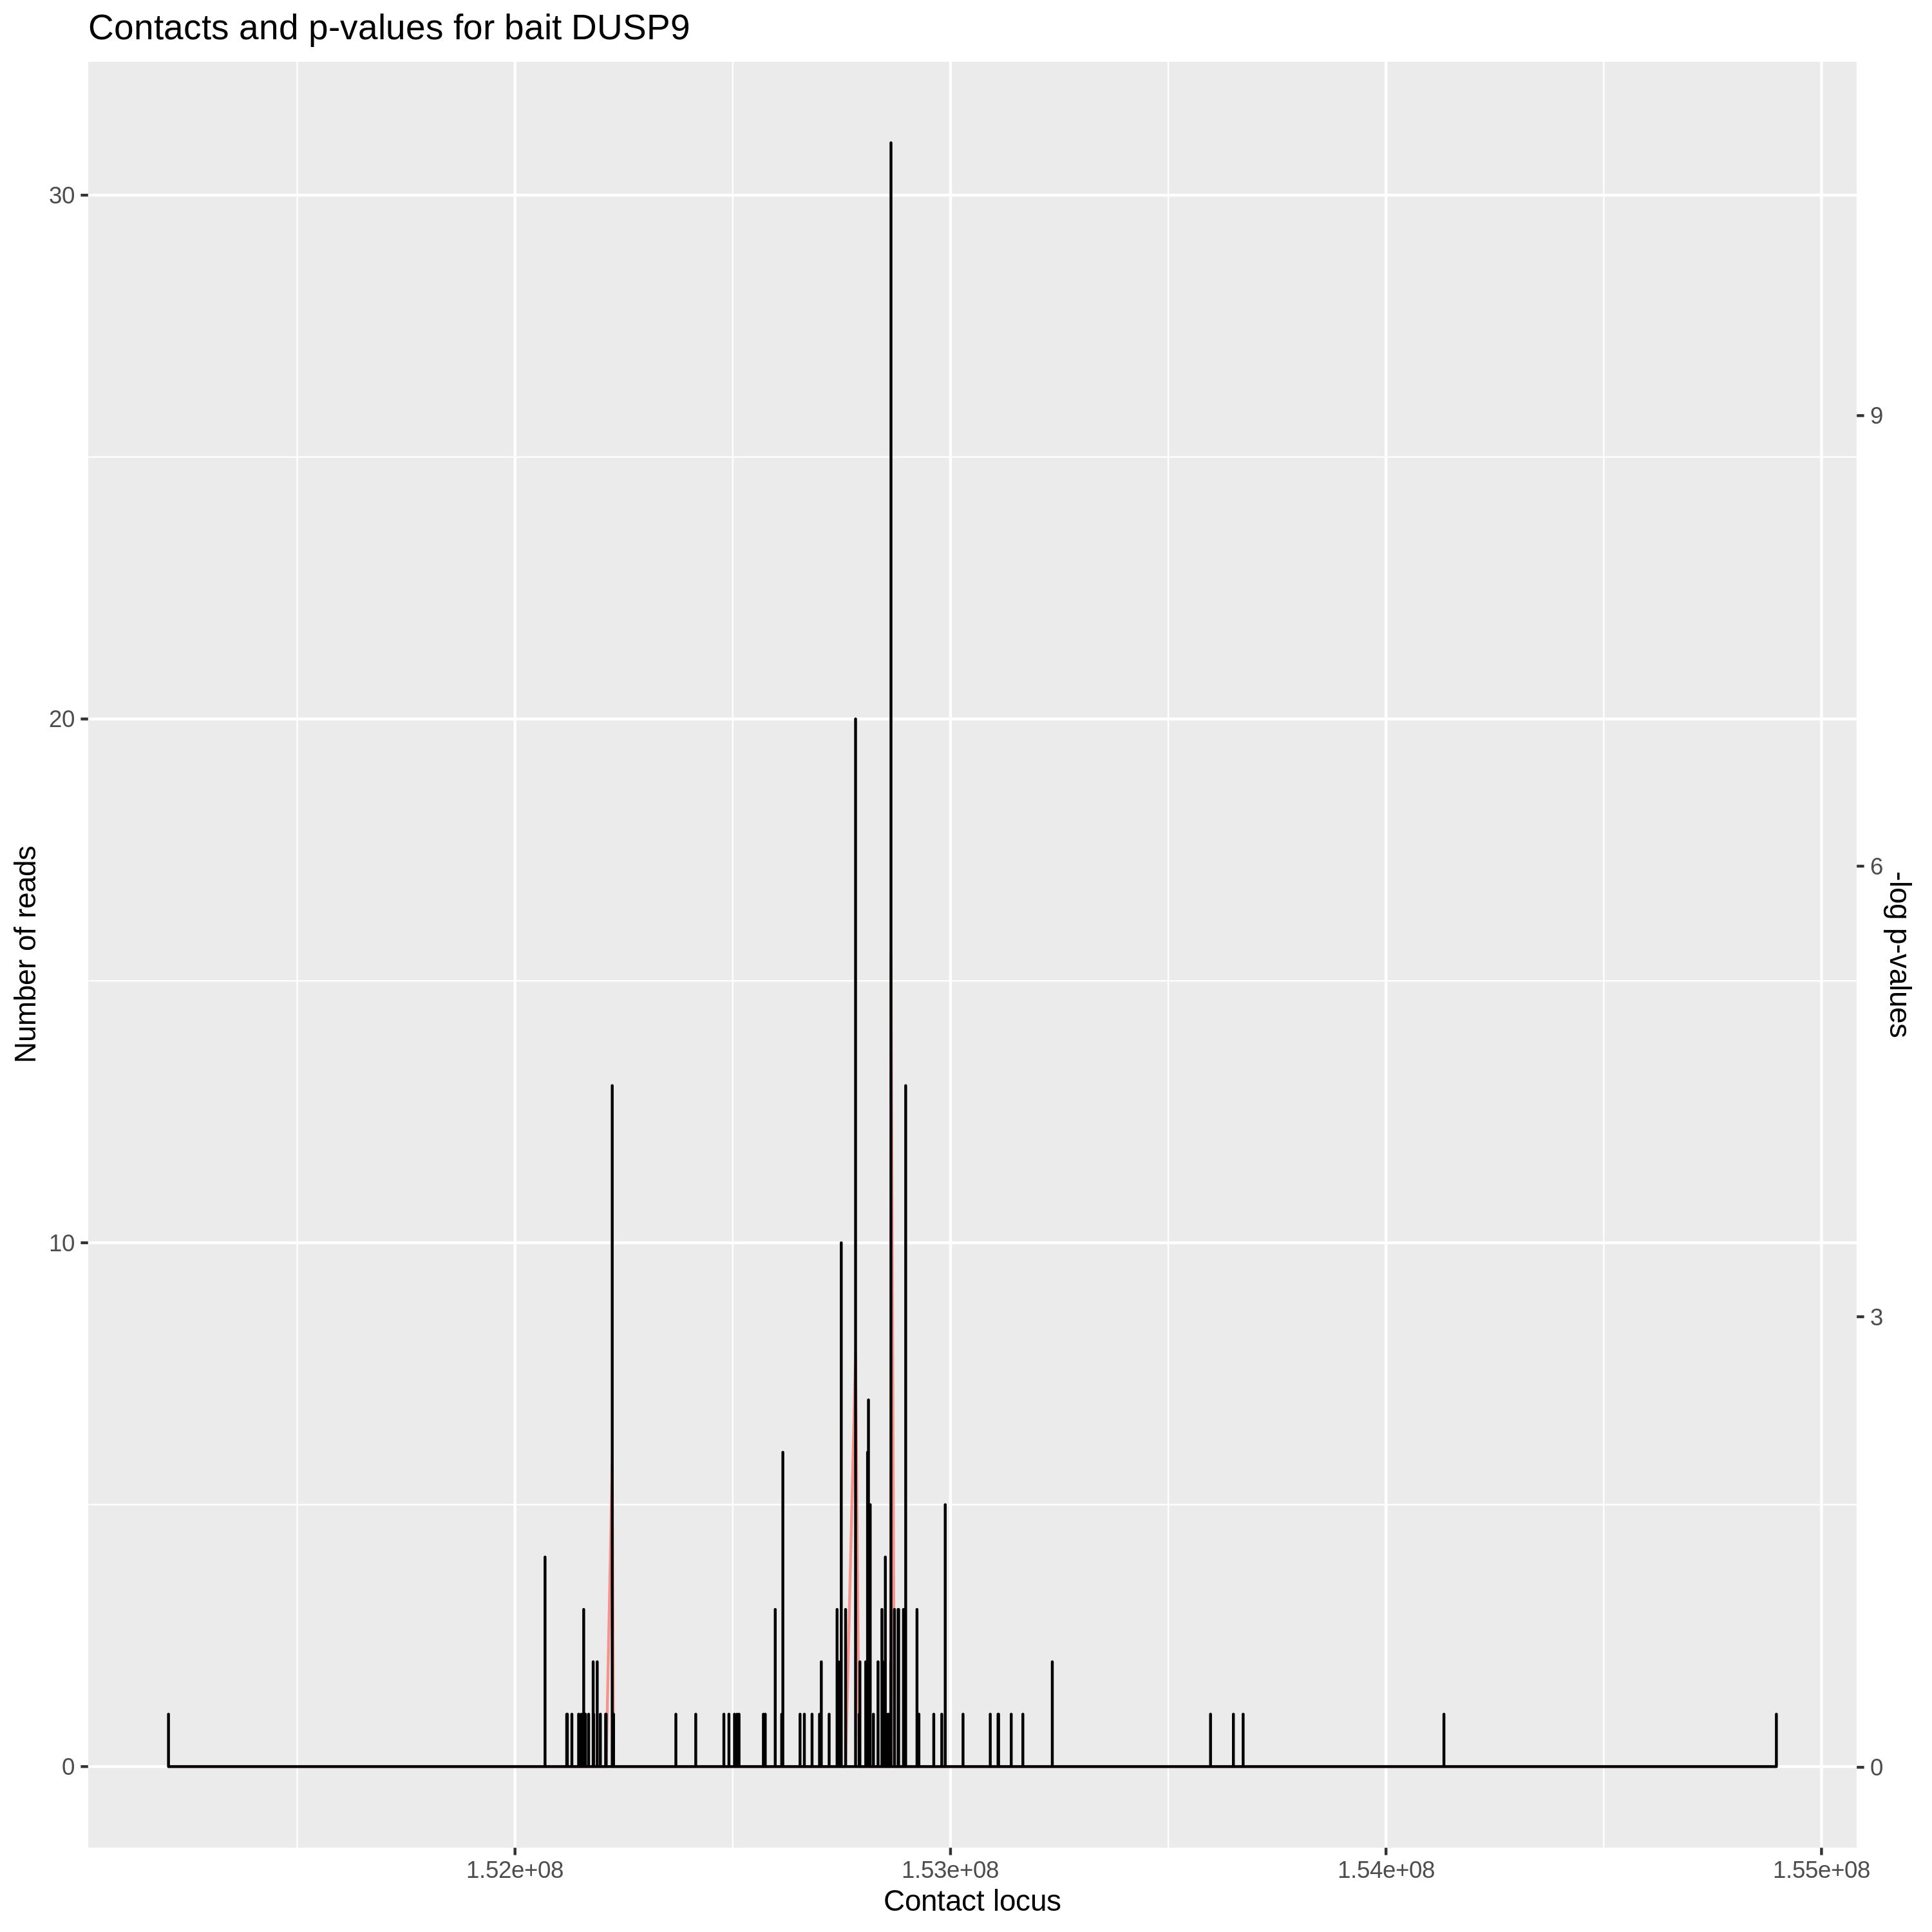 Contacts and p-values for bait DUSP9
30
20
10
0
Number of reads
9
6
3
0
-log p-values
1.52e+08
1.53e+08
1.54e+08
1.55e+08
Contact locus